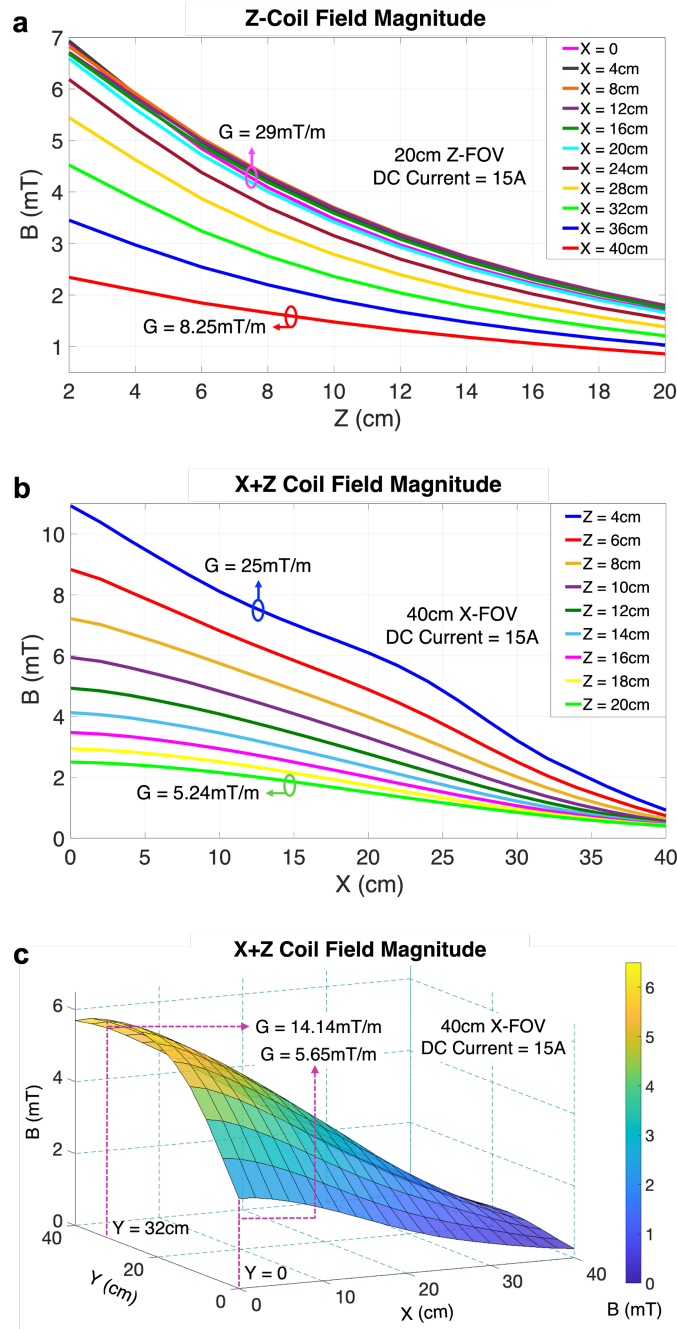 a
Z-Coil Field Magnitude
7
6
5
4
3
2
1
B (mT)
G = 29mT/m
20cm Z-FOV
DC Current = 15A
G = 8.25mT/m
X = 0
X = 4cm
X = 8cm
X = 12cm
X = 16cm
X = 20cm
X = 24cm
X = 28cm
X = 32cm
X = 36cm
X = 40cm
2 4 6 8 10 12 14 16 18 20
Z (cm)
b
X+Z Coil Field Magnitude
10
8
6
4
2
0
B (mT)
G = 25mT/m
40cm X-FOV
DC Current = 15A
G = 5.24mT/m
Z = 4cm
Z = 6cm
Z = 8cm
Z = 10cm
Z = 12cm
Z = 14cm
Z = 16cm
Z = 18cm
Z = 20cm
0 5 10 15 20 25 30 35 40
X (cm)
c
X+Z Coil Field Magnitude
6
4
2
0
B (mT)
G = 14.14mT/m
G = 5.65mT/m
40cm X-FOV
DC Current = 15A
Y = 32cm
Y = 0
40
20
0
Y (cm)
0 10 20 30 40
X (cm)
6
5
4
3
2
1
0
B (mT)